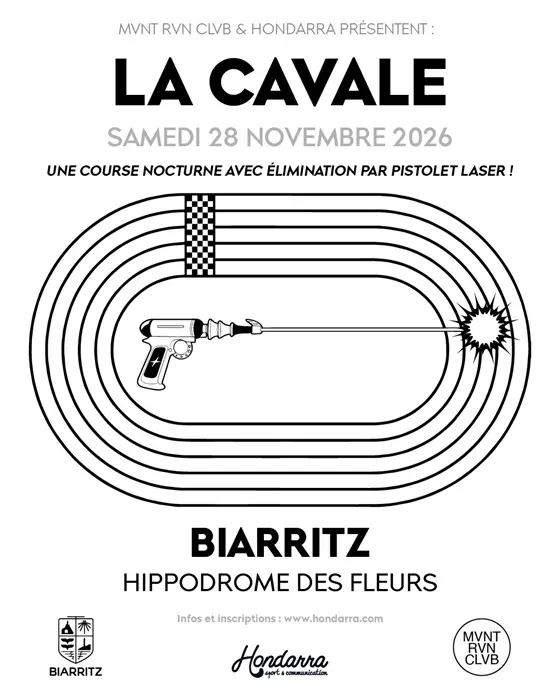 MVNT RVN CLVB & HONDARRA PRÉSENTENT :
LA CAVALE
SAMEDI 28 NOVEMBRE 2026
UNE COURSE NOCTURNE AVEC ÉLIMINATION PAR PISTOLET LASER !
BIARRITZ
HIPPODROME DES FLEURS
Infos et inscriptions : www.hondarra.com
BIARRITZ
Hondarra
sport & communication
MVNT
RVN
CLVB